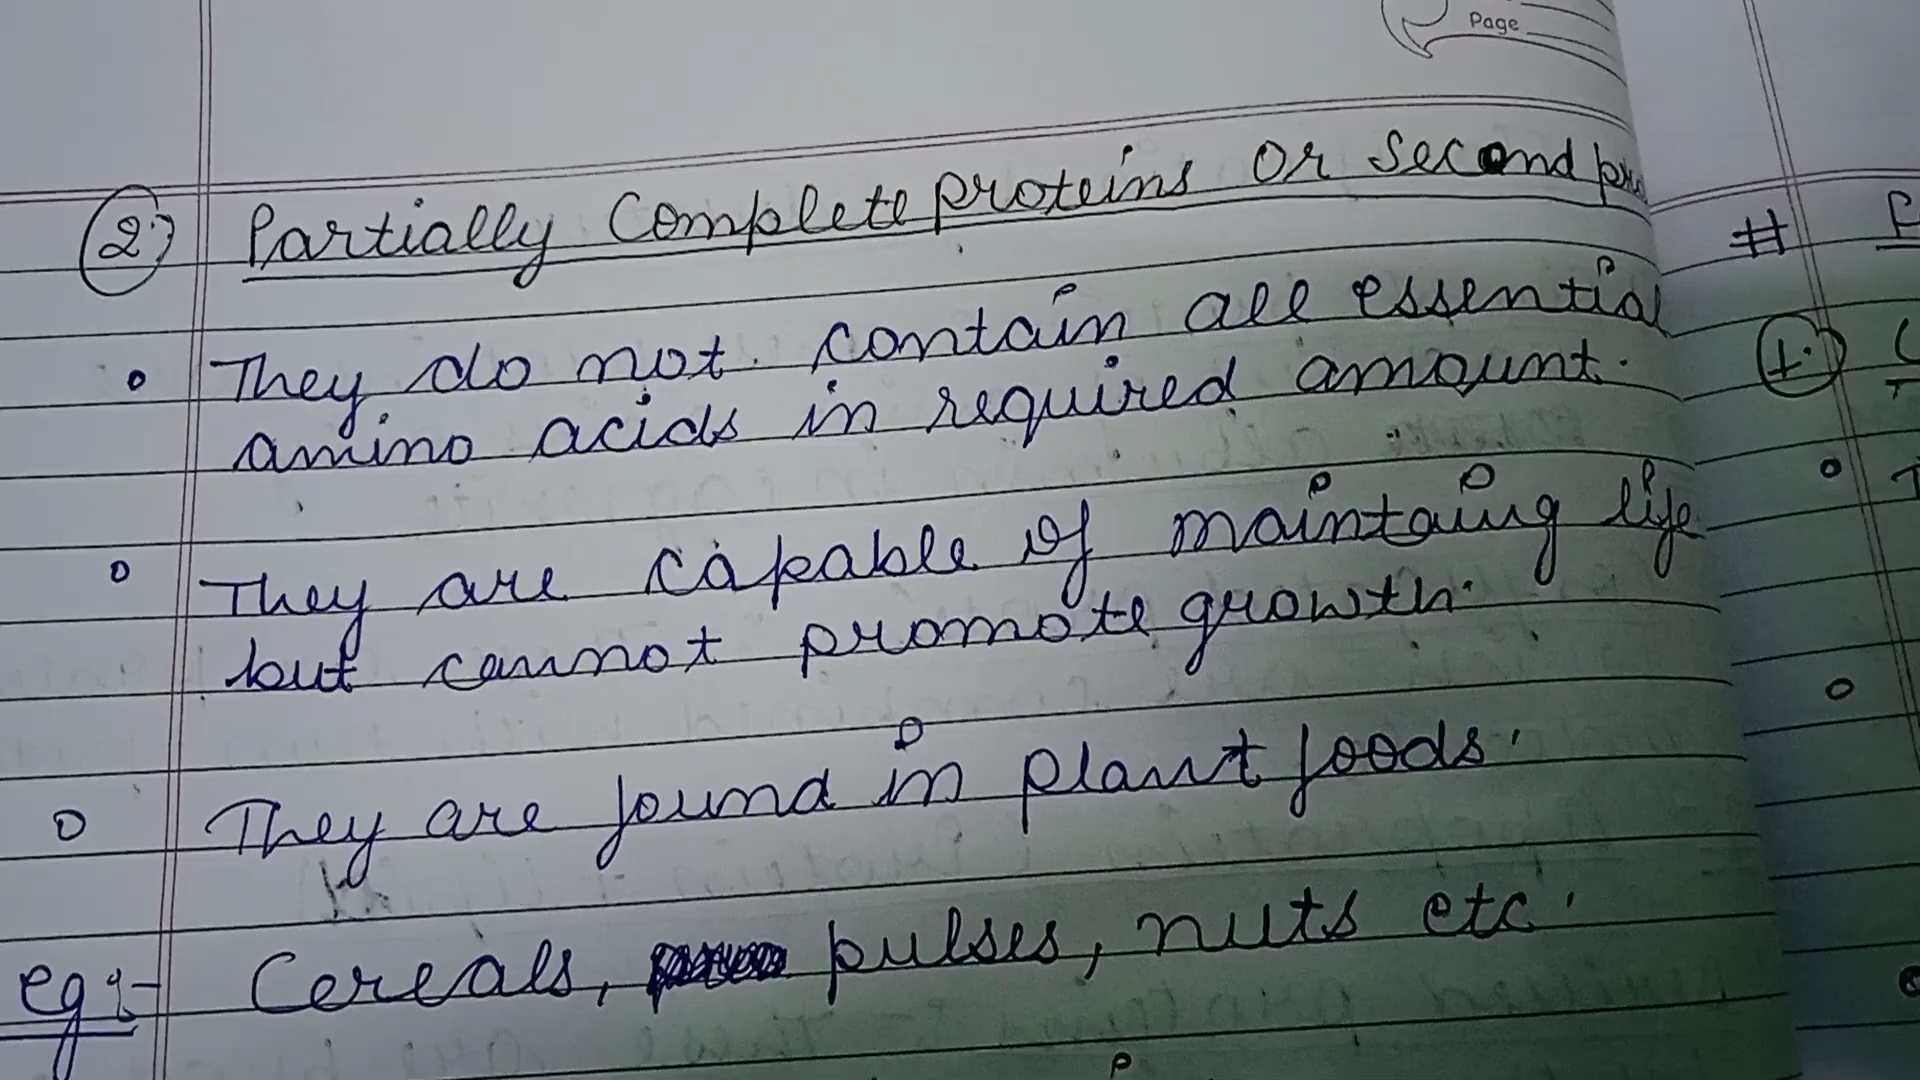 Page
2) Partially Complete proteins or second
• They do not contain all essential
amino acids in required amount.
• They are capable of maintaing life
but cannot promote growth.
• They are found in plant foods.
eg:- Cereals, pulses, nuts etc.
#
1.